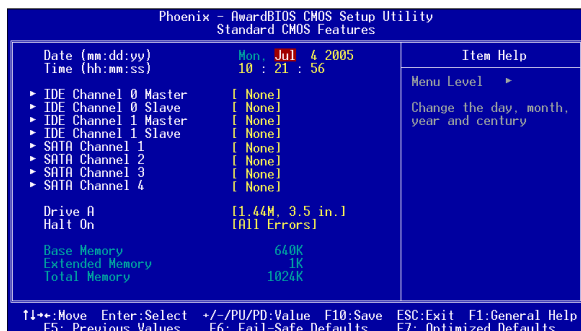 Phoenix - AwardBIOS CMOS Setup Utility
Standard CMOS Features
Date (mm:dd:yy) Mon, Jul 4 2005
Time (hh:mm:ss) 10 : 21 : 56
► IDE Channel 0 Master [ None]
► IDE Channel 0 Slave [ None]
► IDE Channel 1 Master [ None]
► IDE Channel 1 Slave [ None]
► SATA Channel 1 [ None]
► SATA Channel 2 [ None]
► SATA Channel 3 [ None]
► SATA Channel 4 [ None]
Drive A [1.44M, 3.5 in.]
Halt On [All Errors]
Base Memory 640K
Extended Memory 1K
Total Memory 1024K
Item Help
Menu Level ►
Change the day, month,
year and century
↑↓→←:Move Enter:Select +/-/PU/PD:Value F10:Save ESC:Exit F1:General Help
F5: Previous Values F6: Fail-Safe Defaults F7: Optimized Defaults